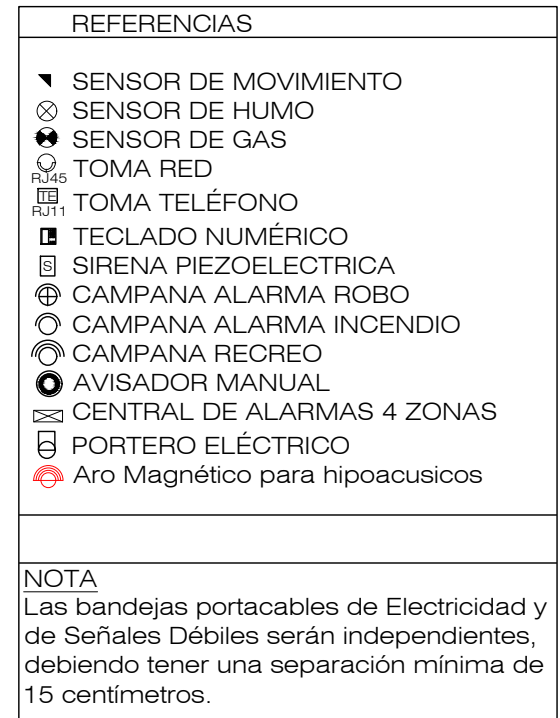 REFERENCIAS
SENSOR DE MOVIMIENTO
SENSOR DE HUMO
SENSOR DE GAS
RJ45 TOMA RED
TE
RJ11 TOMA TELÉFONO
TECLADO NUMÉRICO
S SIRENA PIEZOELECTRICA
CAMPANA ALARMA ROBO
CAMPANA ALARMA INCENDIO
CAMPANA RECREO
AVISADOR MANUAL
CENTRAL DE ALARMAS 4 ZONAS
PORTERO ELÉCTRICO
Aro Magnético para hipoacusicos
NOTA
Las bandejas portacables de Electricidad y
de Señales Débiles serán independientes,
debiendo tener una separación mínima de
15 centímetros.